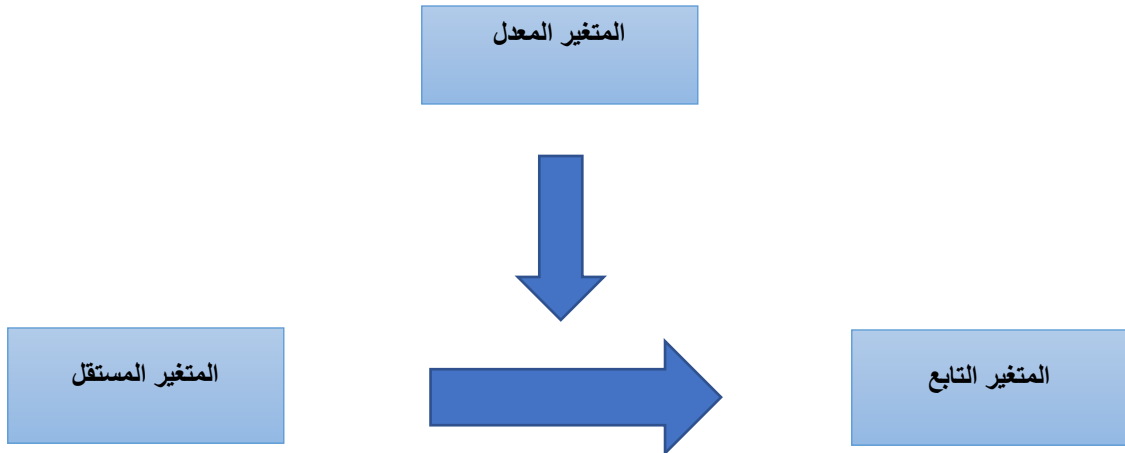 المتغير المعدل
المتغير المستقل
المتغير التابع